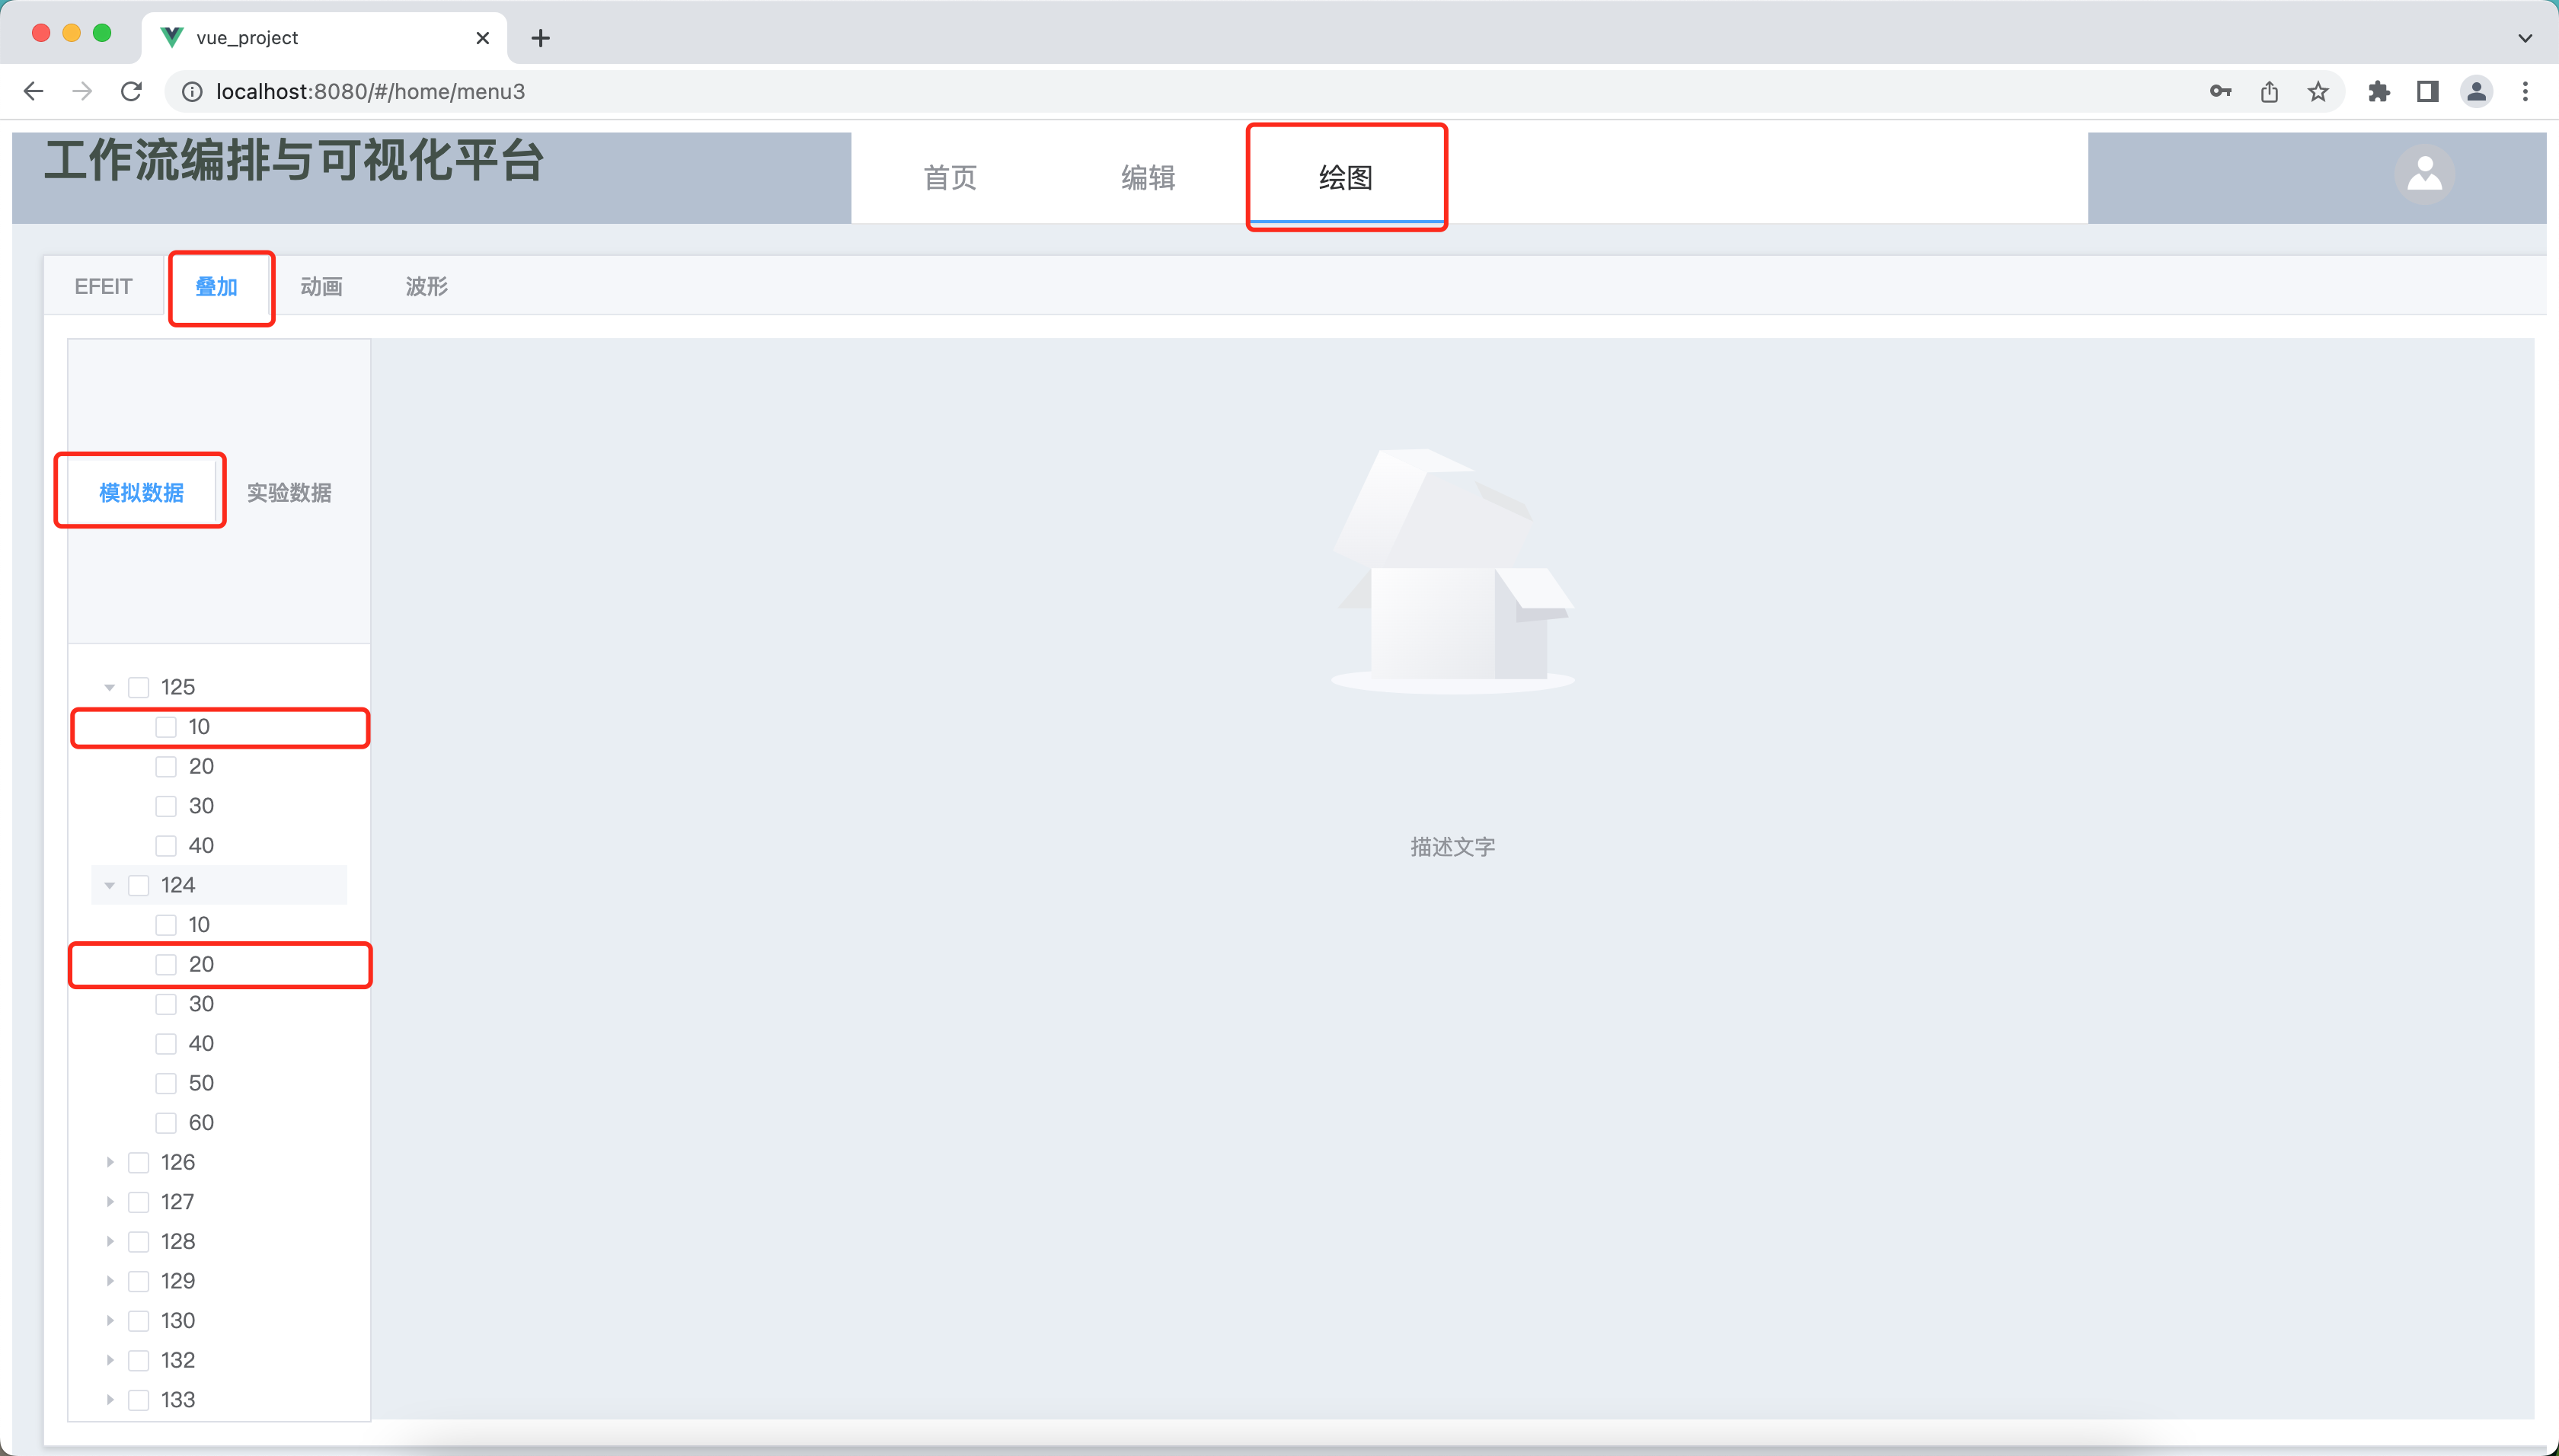 vue_project
localhost:8080/#/home/menu3
工作流编排与可视化平台
首页
编辑
绘图
EFEIT
叠加
动画
波形
模拟数据
实验数据
125
10
20
30
40
124
10
20
30
40
50
60
126
127
128
129
130
132
133
描述文字